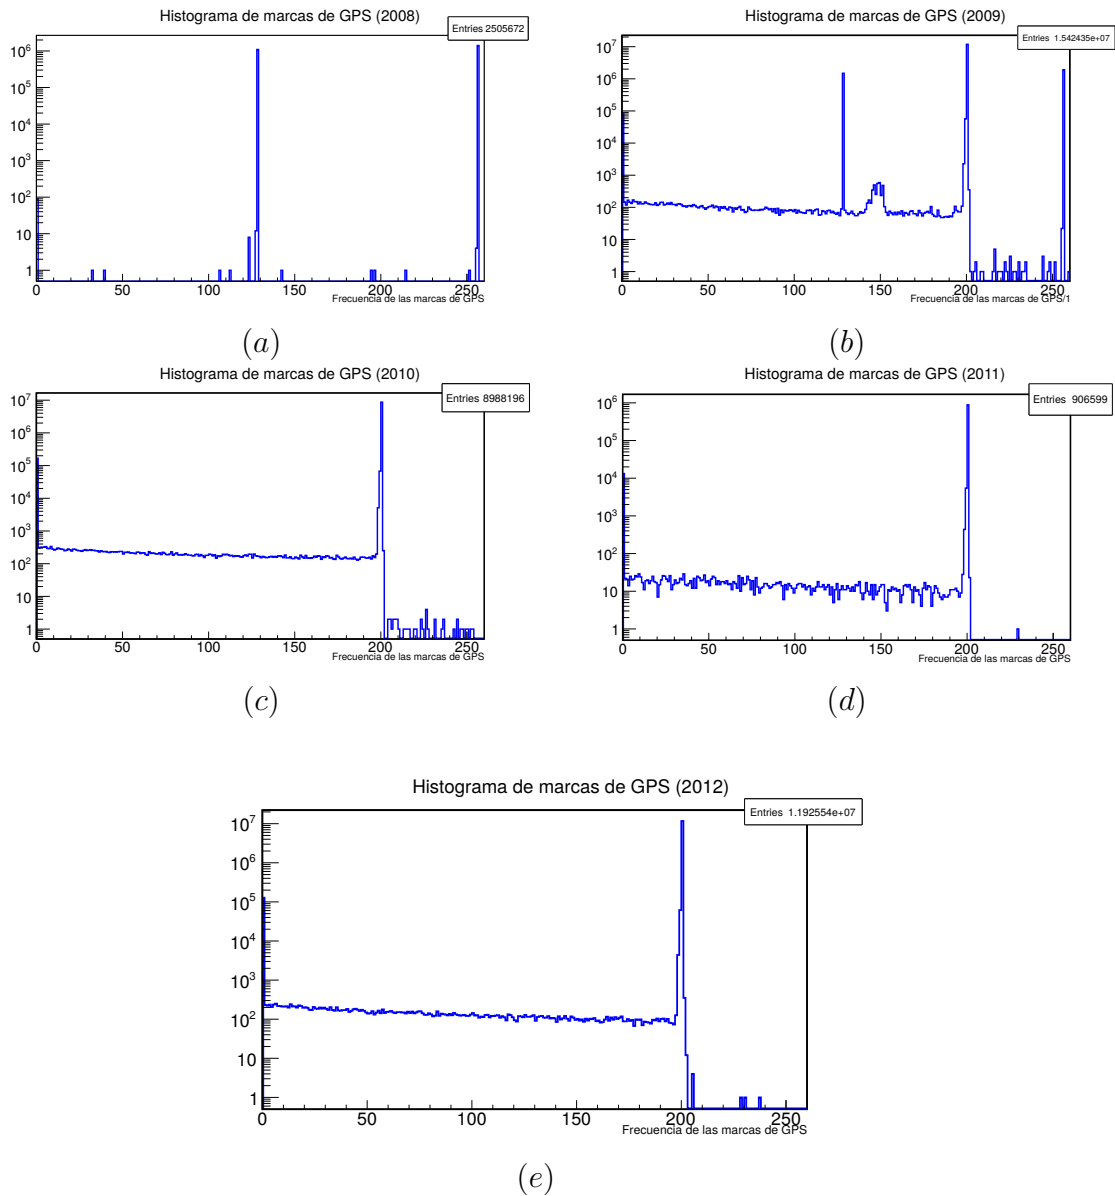 Histograma de marcas de GPS (2008)
Entries 2505672
10^6
10^5
10^4
10^3
10^2
10
1
0 50 100 150 200 250
Frecuencia de las marcas de GPS
(a)
Histograma de marcas de GPS (2009)
Entries 1.542435e+07
10^7
10^6
10^5
10^4
10^3
10^2
10
1
0 50 100 150 200 250
Frecuencia de las marcas de GPS/1
(b)
Histograma de marcas de GPS (2010)
Entries 8988196
10^7
10^6
10^5
10^4
10^3
10^2
10
1
0 50 100 150 200 250
Frecuencia de las marcas de GPS
(c)
Histograma de marcas de GPS (2011)
Entries 906599
10^6
10^5
10^4
10^3
10^2
10
1
0 50 100 150 200 250
Frecuencia de las marcas de GPS
(d)
Histograma de marcas de GPS (2012)
Entries 1.192554e+07
10^7
10^6
10^5
10^4
10^3
10^2
10
1
0 50 100 150 200 250
Frecuencia de las marcas de GPS
(e)